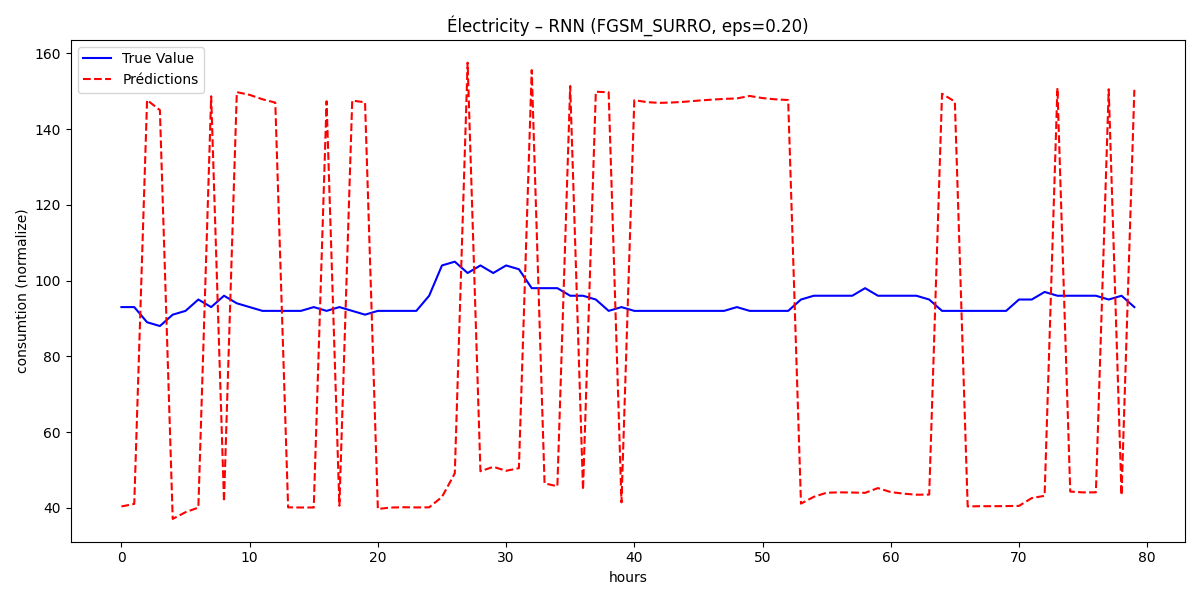 Électricity – RNN (FGSM_SURRO, eps=0.20)
True Value
Prédictions
consumtion (normalize)
160
140
120
100
80
60
40
0 10 20 30 40 50 60 70 80
hours